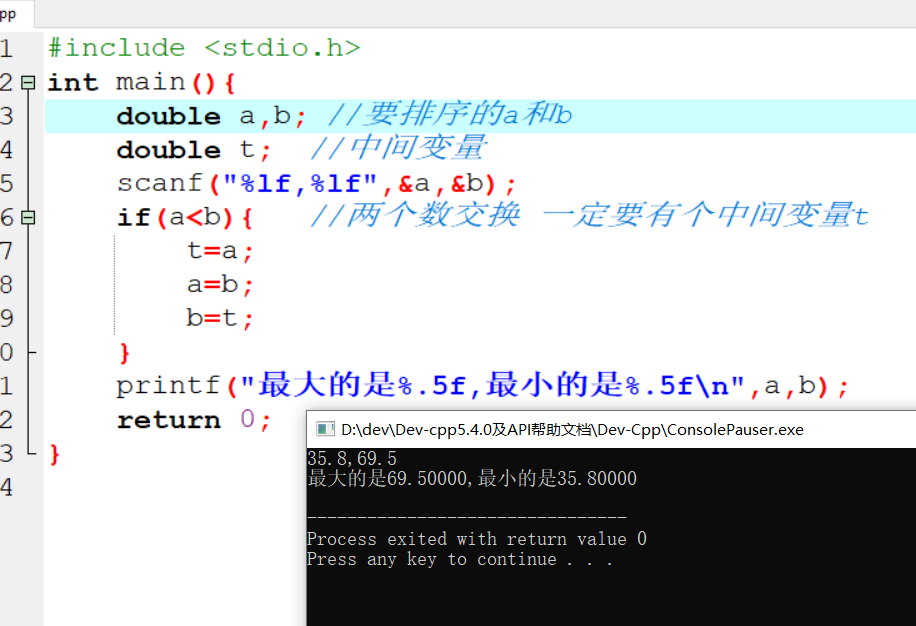 pp
1 #include <stdio.h>
2 int main(){
3 double a,b; //要排序的a和b
4 double t; //中间变量
5 scanf("%lf,%lf",&a,&b);
6 if(a<b){ //两个数交换 一定要有个中间变量t
7 t=a;
8 a=b;
9 b=t;
0 }
1 printf("最大的是%.5f,最小的是%.5f\n",a,b);
2 return 0;
3 }
4
D:\dev\Dev-cpp5.4.0及API帮助文档\Dev-Cpp\ConsolePauser.exe
35.8,69.5
最大的是69.50000,最小的是35.80000
--------------------------------
Process exited with return value 0
Press any key to continue . . .